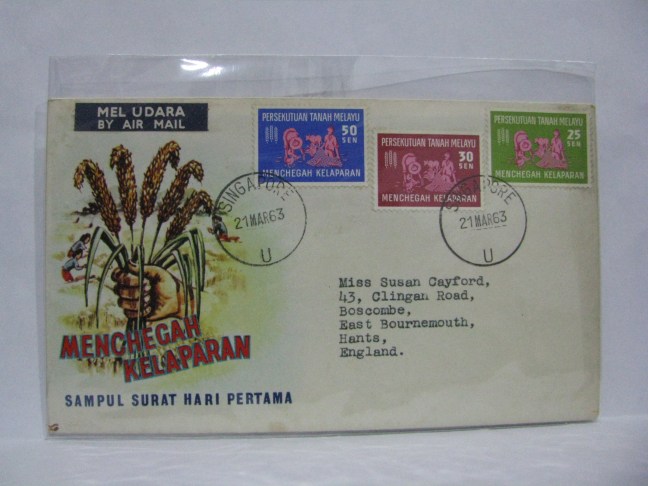 MEL UDARA
BY AIR MAIL
PERSEKUTUAN TANAH MELAYU
50
SEN
MENCHEGAH KELAPARAN
PERSEKUTUAN TANAH MELAYU
30
SEN
MENCHEGAH KELAPARAN
PERSEKUTUAN TANAH MELAYU
25
SEN
MENCHEGAH KELAPARAN
SINGAPORE
21 MAR 63
U
SINGAPORE
21 MAR 63
U
Miss Susan Cayford,
43, Clingan Road,
Boscombe,
East Bournemouth,
Hants,
England.
MENCHEGAH
KELAPARAN
SAMPUL SURAT HARI PERTAMA